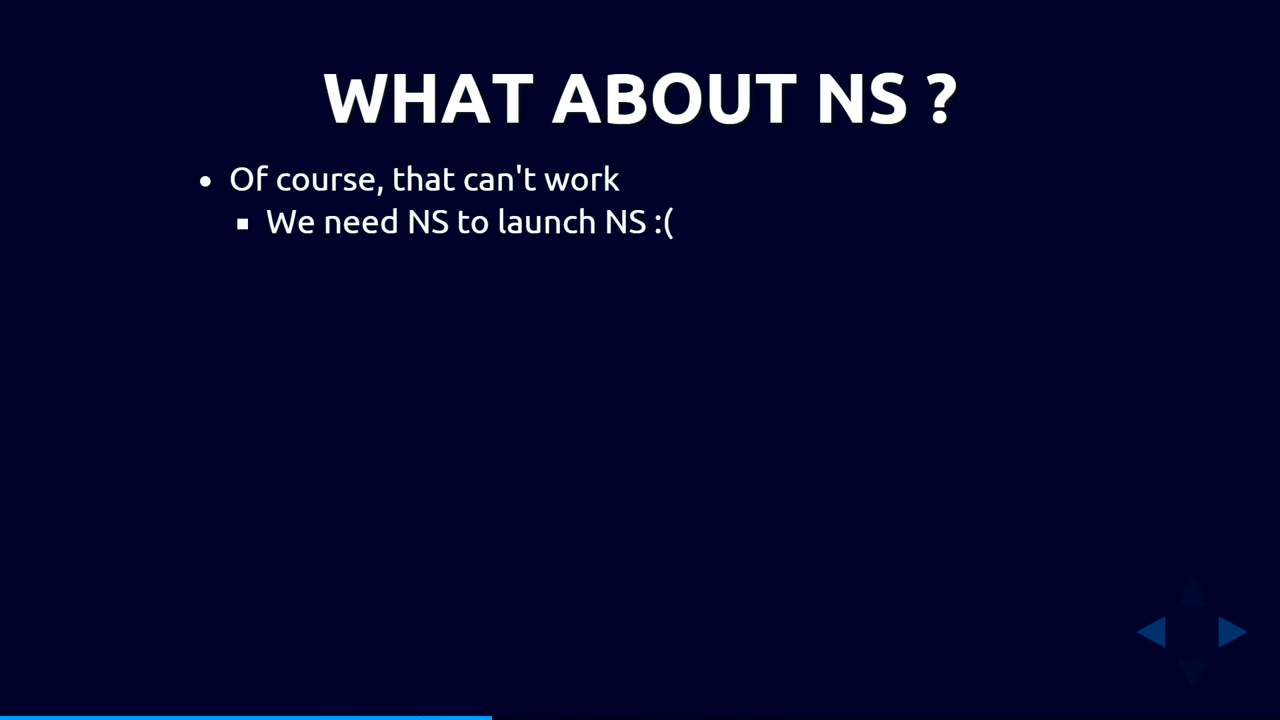 WHAT ABOUT NS ?
Of course, that can't work
We need NS to launch NS :(